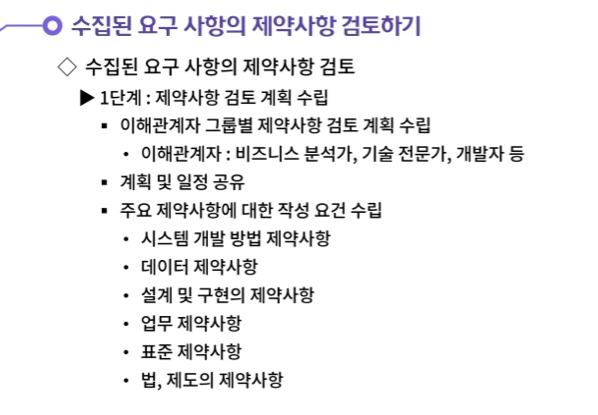 수집된 요구 사항의 제약사항 검토하기
◇ 수집된 요구 사항의 제약사항 검토
▶ 1단계 : 제약사항 검토 계획 수립
▪ 이해관계자 그룹별 제약사항 검토 계획 수립
• 이해관계자 : 비즈니스 분석가, 기술 전문가, 개발자 등
▪ 계획 및 일정 공유
▪ 주요 제약사항에 대한 작성 요건 수립
• 시스템 개발 방법 제약사항
• 데이터 제약사항
• 설계 및 구현의 제약사항
• 업무 제약사항
• 표준 제약사항
• 법, 제도의 제약사항